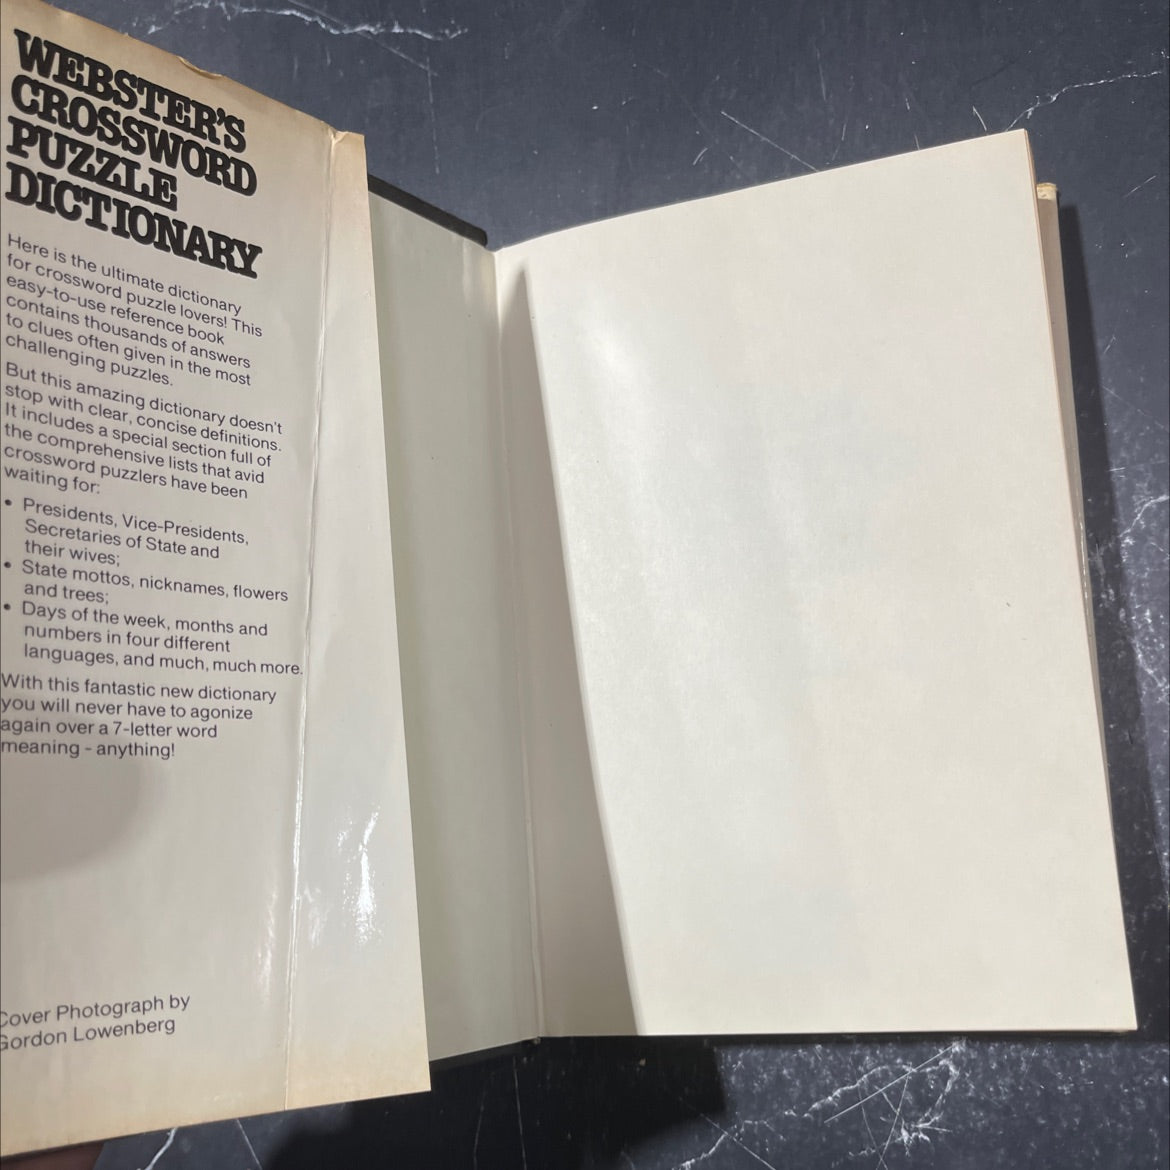 WEBSTER'S
CROSSWORD
PUZZLE
DICTIONARY
Here is the ultimate dictionary
for crossword puzzle lovers! This
easy-to-use reference book
contains thousands of answers
to clues often given in the most
challenging puzzles.
But this amazing dictionary doesn't
stop with clear, concise definitions.
It includes a special section full of
the comprehensive lists that avid
crossword puzzlers have been
waiting for:
• Presidents, Vice-Presidents,
Secretaries of State and
their wives;
• State mottos, nicknames, flowers
and trees;
• Days of the week, months and
numbers in four different
languages, and much, much more.
With this fantastic new dictionary
you will never have to agonize
again over a 7-letter word
meaning - anything!
Cover Photograph by
Gordon Lowenberg